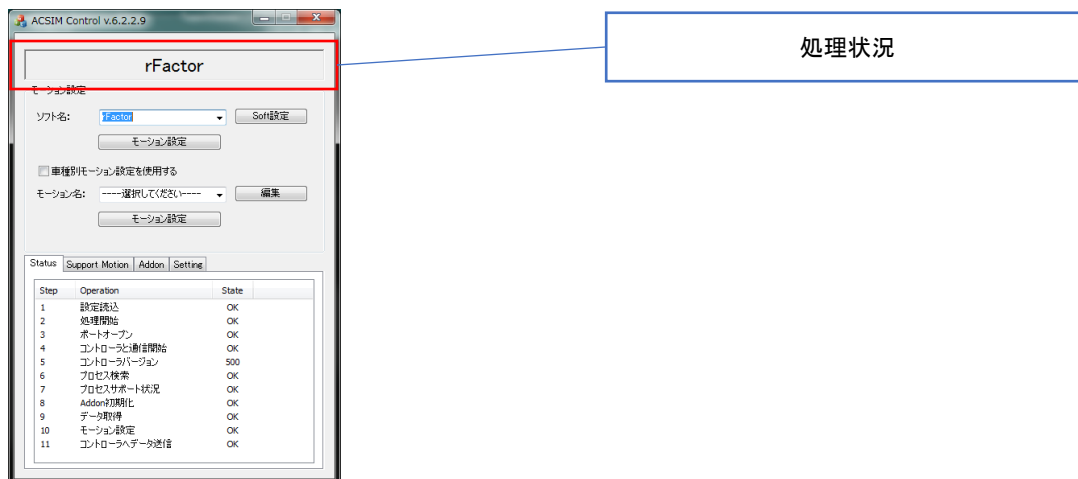 ACSIM Control v.6.2.2.9
rFactor
処理状況
モーション設定
ソフト名: rFactor Soft設定
モーション設定
車種別モーション設定を使用する
モーション名: ----選択してください---- 編集
モーション設定
Status Support Motion Addon Setting
Step Operation State
1 設定読込 OK
2 処理開始 OK
3 ポートオープン OK
4 コントローラと通信開始 OK
5 コントローラバージョン 500
6 プロセス検索 OK
7 プロセスサポート状況 OK
8 Addon初期化 OK
9 データ取得 OK
10 モーション設定 OK
11 コントローラへデータ送信 OK